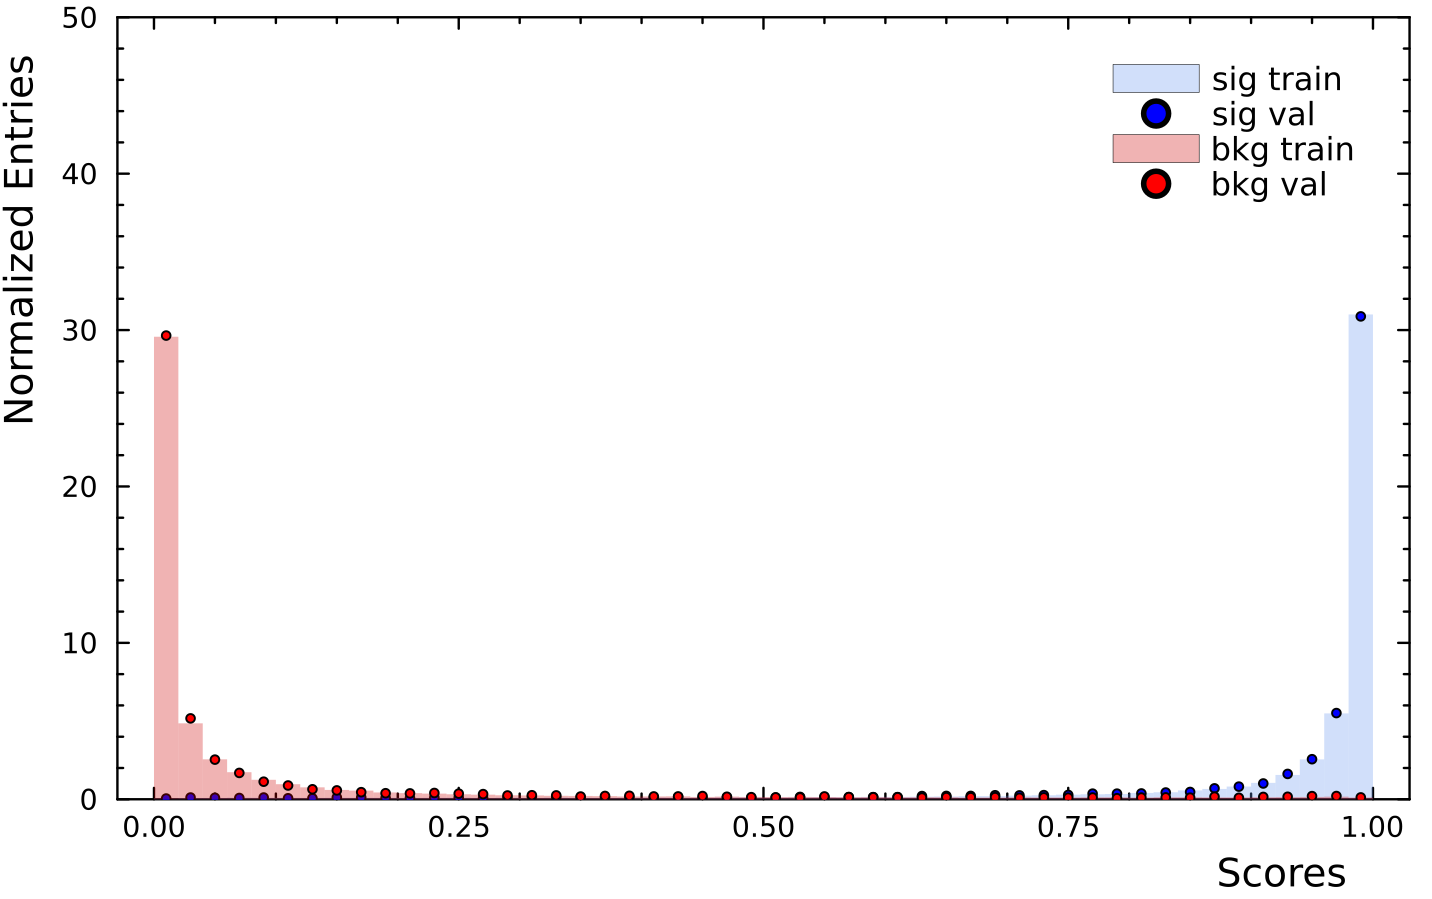 Normalized Entries
50
40
30
20
10
0
sig train
sig val
bkg train
bkg val
0.00 0.25 0.50 0.75 1.00
Scores